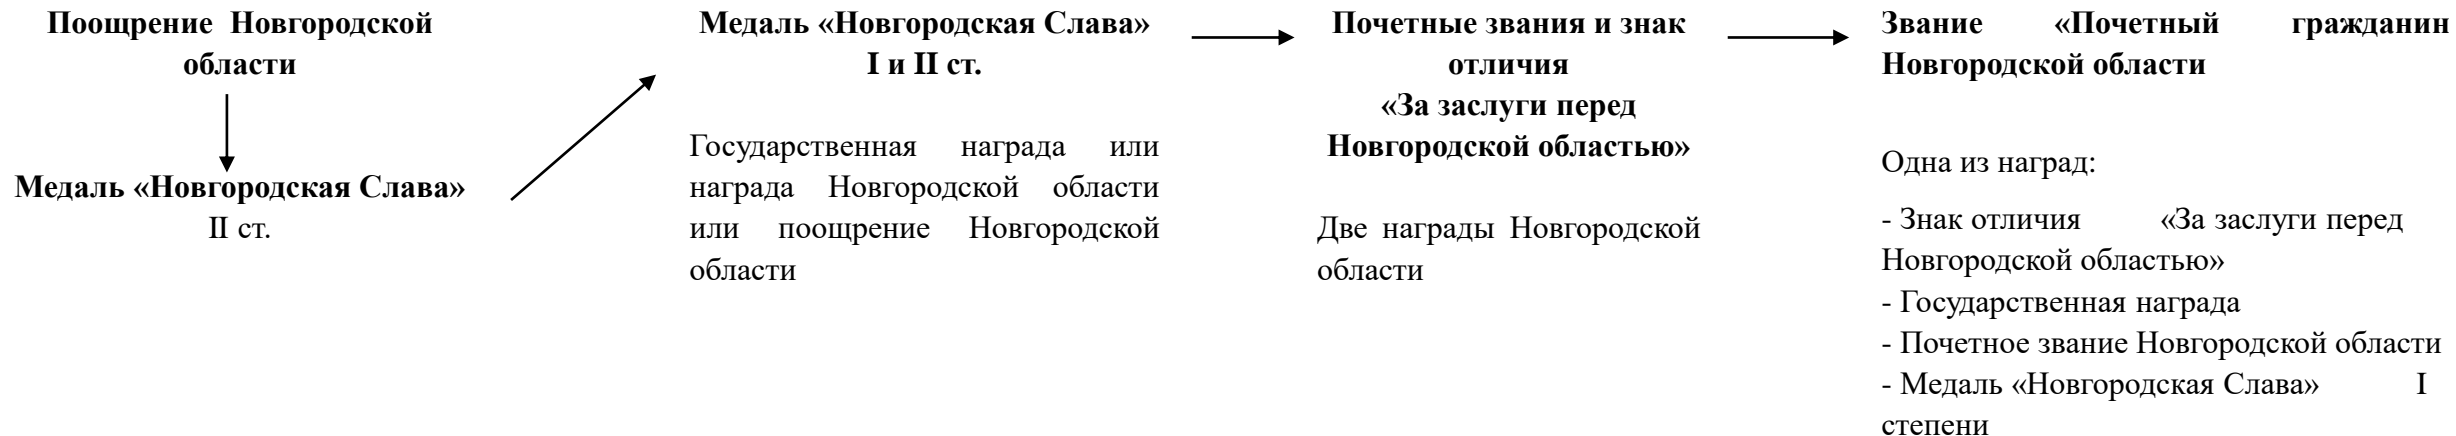 Поощрение Новгородской
области
Медаль «Новгородская Слава»
II ст.
Медаль «Новгородская Слава»
I и II ст.
Государственная награда или
награда Новгородской области
или поощрение Новгородской
области
Почетные звания и знак
отличия
«За заслуги перед
Новгородской областью»
Две награды Новгородской
области
Звание «Почетный гражданин
Новгородской области
Одна из наград:
- Знак отличия «За заслуги перед
Новгородской областью»
- Государственная награда
- Почетное звание Новгородской области
- Медаль «Новгородская Слава» I
степени